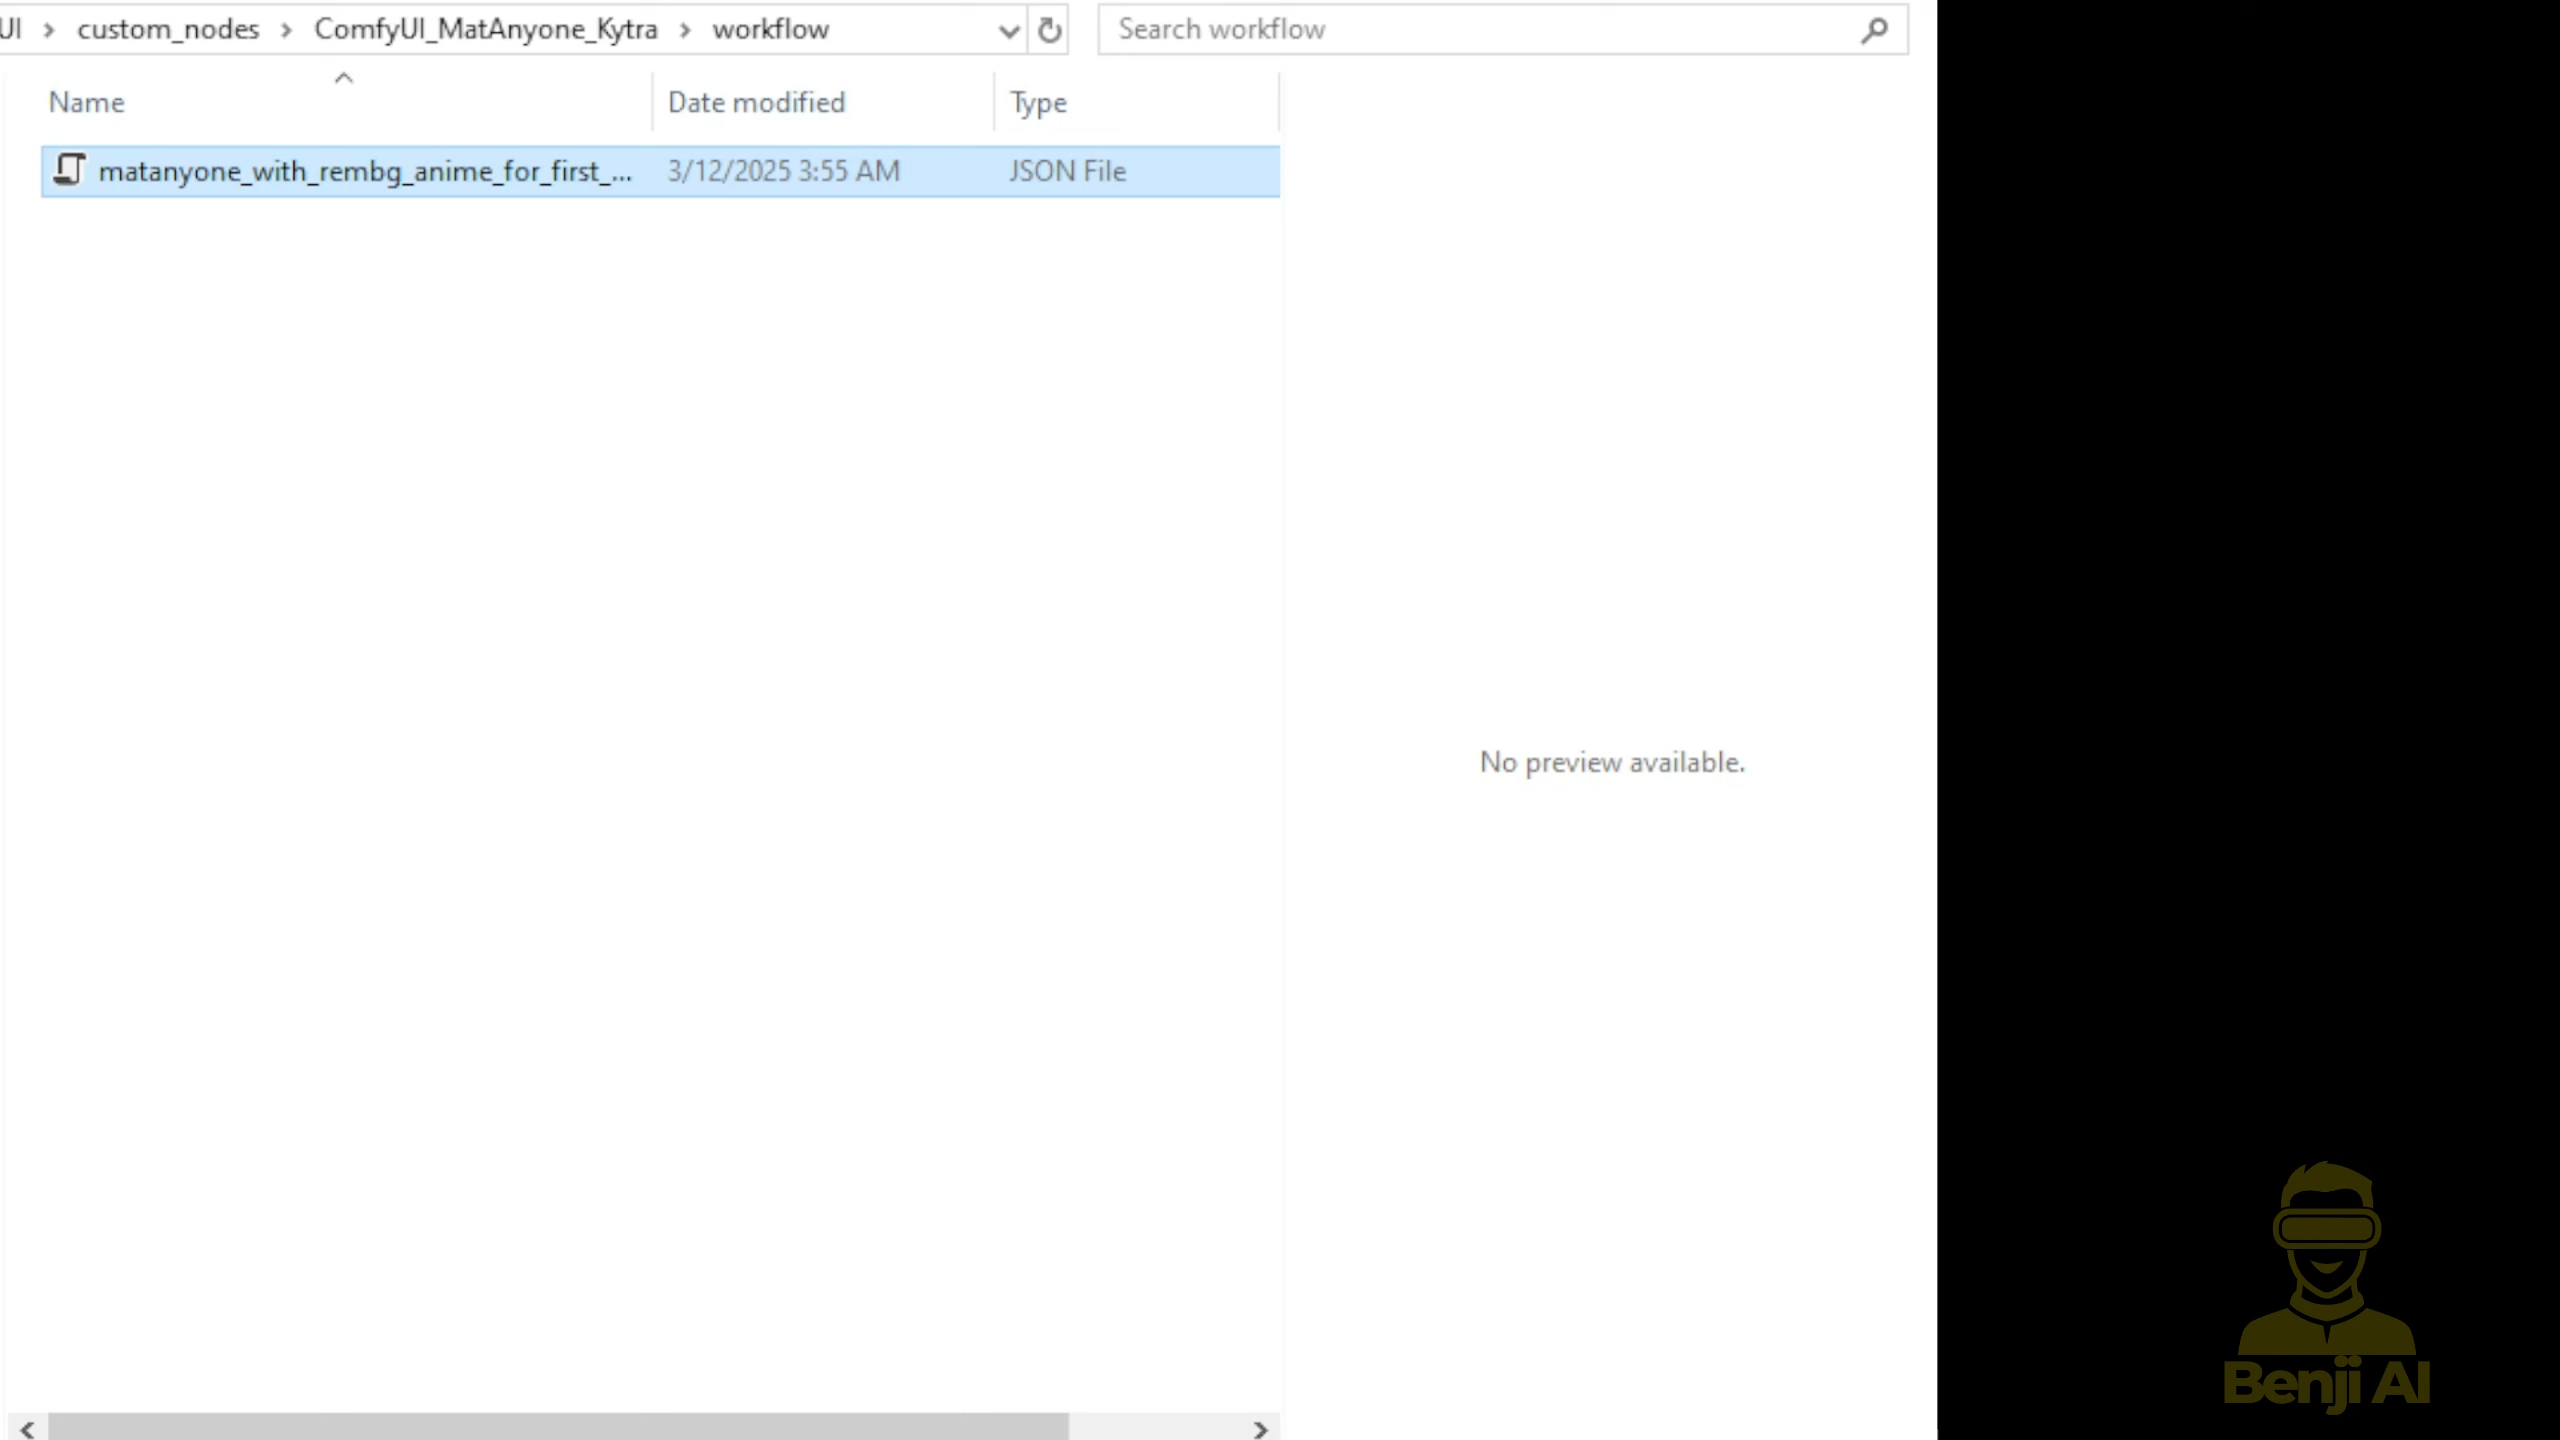 UI > custom_nodes > ComfyUI_MatAnyone_Kytra > workflow
Search workflow
Name Date modified Type
matanyone_with_rembg_anime_for_first_... 3/12/2025 3:55 AM JSON File
No preview available.
Benji AI